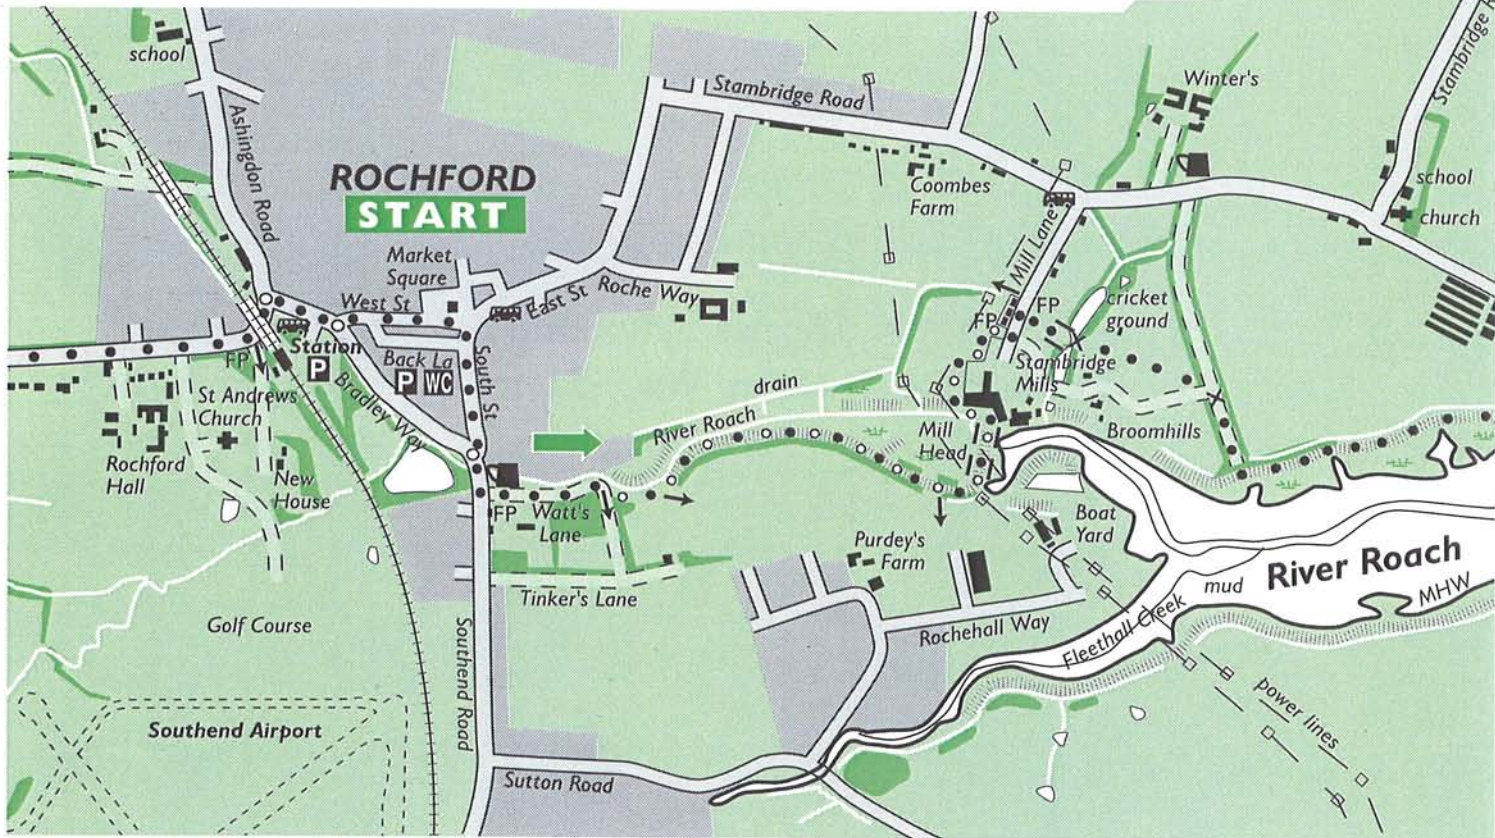 school
Ashingdon Road
ROCHFORD
START
Stambridge Road
Winter's
Stambridge
school
church
Coombes
Farm
Mill Lane
Market
Square
West St
East St
Roche Way
cricket
ground
FP
FP
FP
Station
P
Back La
P
WC
South St
Bradley Way
Stambridge
Mills
drain
River Roach
St Andrews
Church
Rochford
Hall
New
House
Mill
Head
Broomhills
FP
Watt's
Lane
Boat
Yard
Purdey's
Farm
Tinker's Lane
River Roach
mud
MHW
Rochehall Way
Fleethall Creek
Golf Course
Southend Road
power lines
Southend Airport
Sutton Road